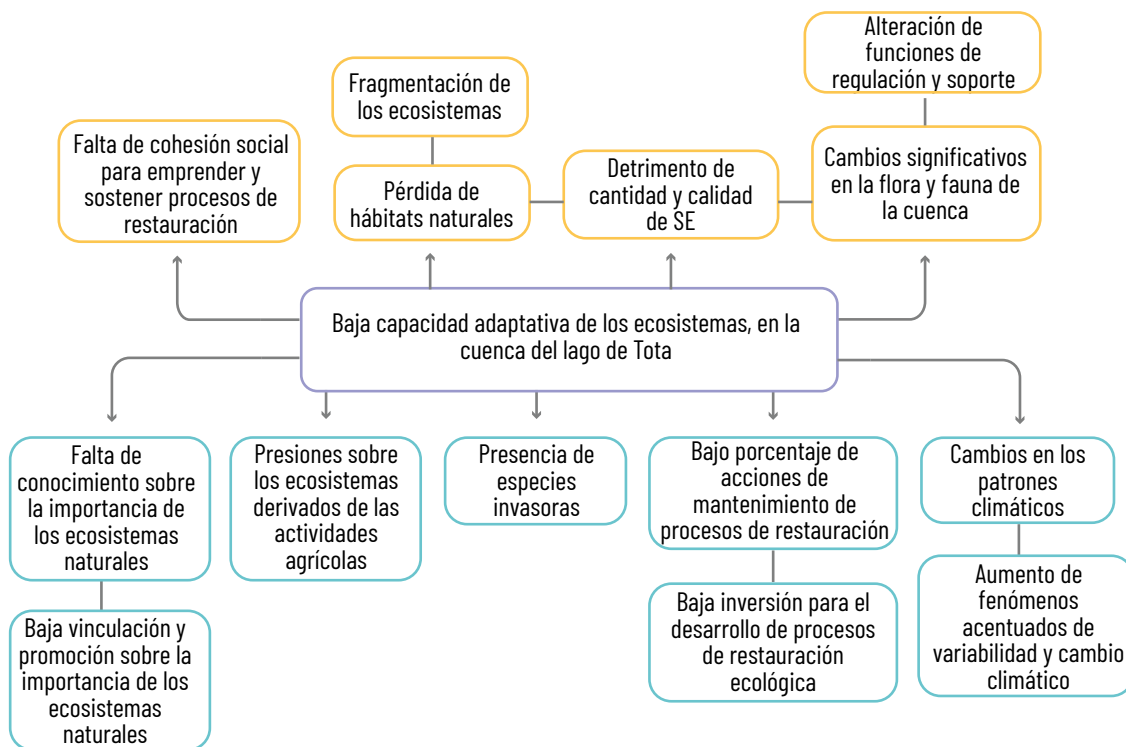 Alteración de
funciones de
regulación y soporte
Fragmentación de
los ecosistemas
Falta de cohesión social
para emprender y
sostener procesos de
restauración
Pérdida de
hábitats naturales
Detrimento de
cantidad y calidad
de SE
Cambios significativos
en la flora y fauna de
la cuenca
Baja capacidad adaptativa de los ecosistemas, en la
cuenca del lago de Tota
Falta de
conocimiento sobre
la importancia de
los ecosistemas
naturales
Presiones sobre
los ecosistemas
derivados de las
actividades
agrícolas
Presencia de
especies
invasoras
Bajo porcentaje de
acciones de
mantenimiento de
procesos de restauración
Cambios en los
patrones
climáticos
Baja vinculación y
promoción sobre la
importancia de los
ecosistemas
naturales
Baja inversión para el
desarrollo de procesos
de restauración
ecológica
Aumento de
fenómenos
acentuados de
variabilidad y cambio
climático